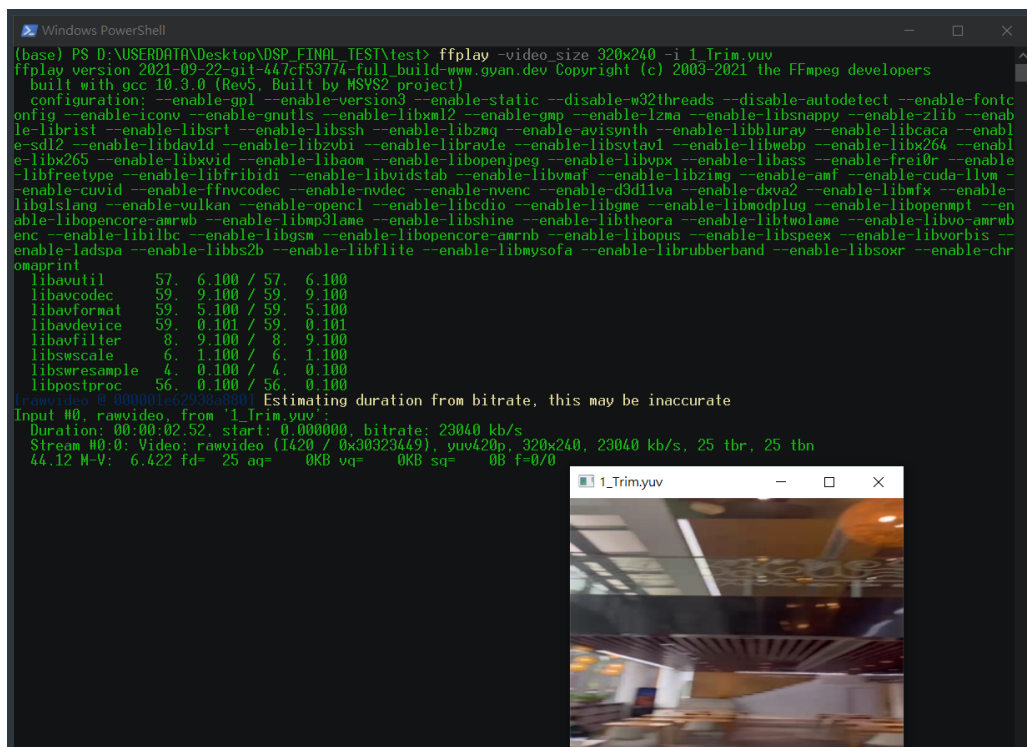 Windows PowerShell
(base) PS D:\USERDATA\Desktop\DSP_FINAL_TEST\test> ffplay -video_size 320x240 -i 1_Trim.yuv
ffplay version 2021-09-22-git-447cf53774-full_build-www.gyan.dev Copyright (c) 2003-2021 the FFmpeg developers
  built with gcc 10.3.0 (Rev5, Built by MSYS2 project)
  configuration: --enable-gpl --enable-version3 --enable-static --disable-w32threads --disable-autodetect --enable-fontc
onfig --enable-iconv --enable-gnutls --enable-libxml2 --enable-gmp --enable-lzma --enable-libsnappy --enable-zlib --enab
le-librist --enable-libsrt --enable-libssh --enable-libzmq --enable-avisynth --enable-libbluray --enable-libcaca --enabl
e-sdl2 --enable-libdav1d --enable-libzvbi --enable-librav1e --enable-libsvtav1 --enable-libwebp --enable-libx264 --enabl
e-libx265 --enable-libxvid --enable-libaom --enable-libopenjpeg --enable-libvpx --enable-libass --enable-frei0r --enable
-libfreetype --enable-libfribidi --enable-libvidstab --enable-libvmaf --enable-libzimg --enable-amf --enable-cuda-llvm -
-enable-cuvid --enable-ffnvcodec --enable-nvdec --enable-nvenc --enable-d3d11va --enable-dxva2 --enable-libmfx --enable-
libglslang --enable-vulkan --enable-opencl --enable-libcdio --enable-libgme --enable-libmodplug --enable-libopenmpt --en
able-libopencore-amrwb --enable-libmp3lame --enable-libshine --enable-libtheora --enable-libtwolame --enable-libvo-amrwb
enc --enable-libilbc --enable-libgsm --enable-libopencore-amrnb --enable-libopus --enable-libspeex --enable-libvorbis --
enable-ladspa --enable-libbs2b --enable-libflite --enable-libmysofa --enable-librubberband --enable-libsoxr --enable-chr
omaprint
  libavutil      57.  6.100 / 57.  6.100
  libavcodec     59.  9.100 / 59.  9.100
  libavformat    59.  5.100 / 59.  5.100
  libavdevice    59.  0.101 / 59.  0.101
  libavfilter     8.  9.100 /  8.  9.100
  libswscale      6.  1.100 /  6.  1.100
  libswresample   4.  0.100 /  4.  0.100
  libpostproc    56.  0.100 / 56.  0.100
[rawvideo @ 000001e62938a880] Estimating duration from bitrate, this may be inaccurate
Input #0, rawvideo, from '1_Trim.yuv':
  Duration: 00:00:02.52, start: 0.000000, bitrate: 23040 kb/s
  Stream #0:0: Video: rawvideo (I420 / 0x30323449), yuv420p, 320x240, 23040 kb/s, 25 tbr, 25 tbn
  44.12 M-V:  6.422 fd=  25 aq=    0KB vq=    0KB sq=    0B f=0/0
1_Trim.yuv